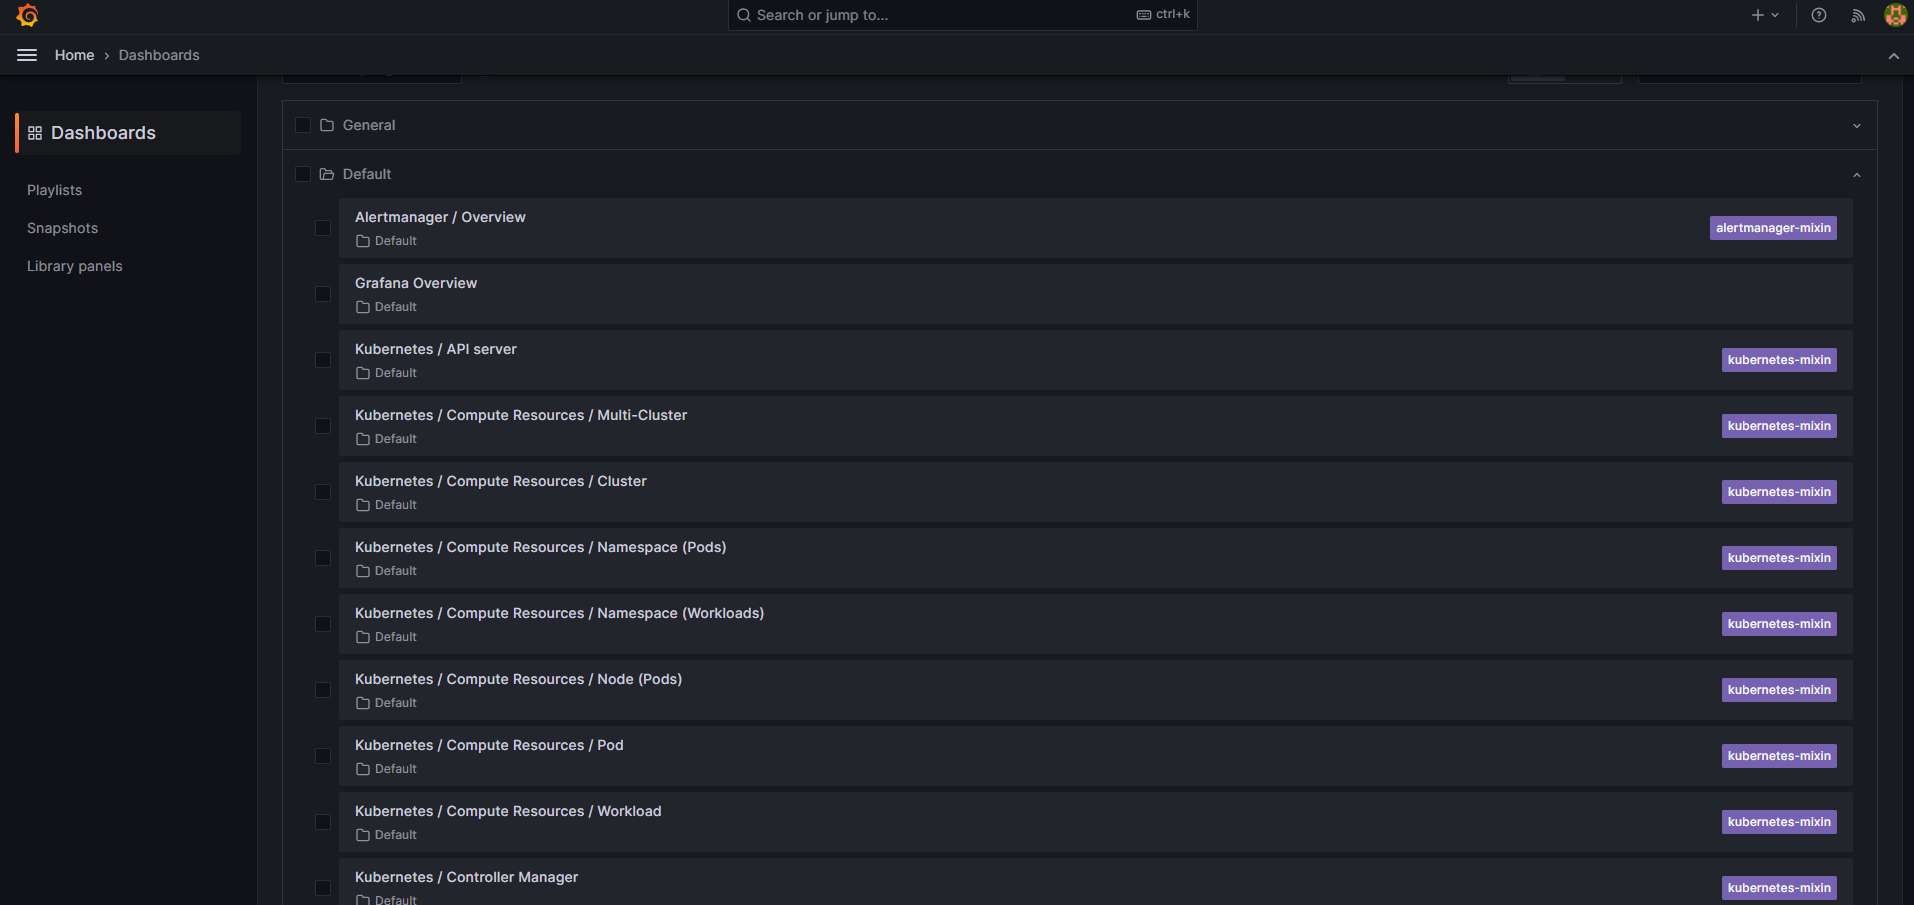 Search or jump to...
ctrl+k
Home › Dashboards
Dashboards
Playlists
Snapshots
Library panels
General
Default
Alertmanager / Overview
Default
alertmanager-mixin
Grafana Overview
Default
Kubernetes / API server
Default
kubernetes-mixin
Kubernetes / Compute Resources / Multi-Cluster
Default
kubernetes-mixin
Kubernetes / Compute Resources / Cluster
Default
kubernetes-mixin
Kubernetes / Compute Resources / Namespace (Pods)
Default
kubernetes-mixin
Kubernetes / Compute Resources / Namespace (Workloads)
Default
kubernetes-mixin
Kubernetes / Compute Resources / Node (Pods)
Default
kubernetes-mixin
Kubernetes / Compute Resources / Pod
Default
kubernetes-mixin
Kubernetes / Compute Resources / Workload
Default
kubernetes-mixin
Kubernetes / Controller Manager
Default
kubernetes-mixin